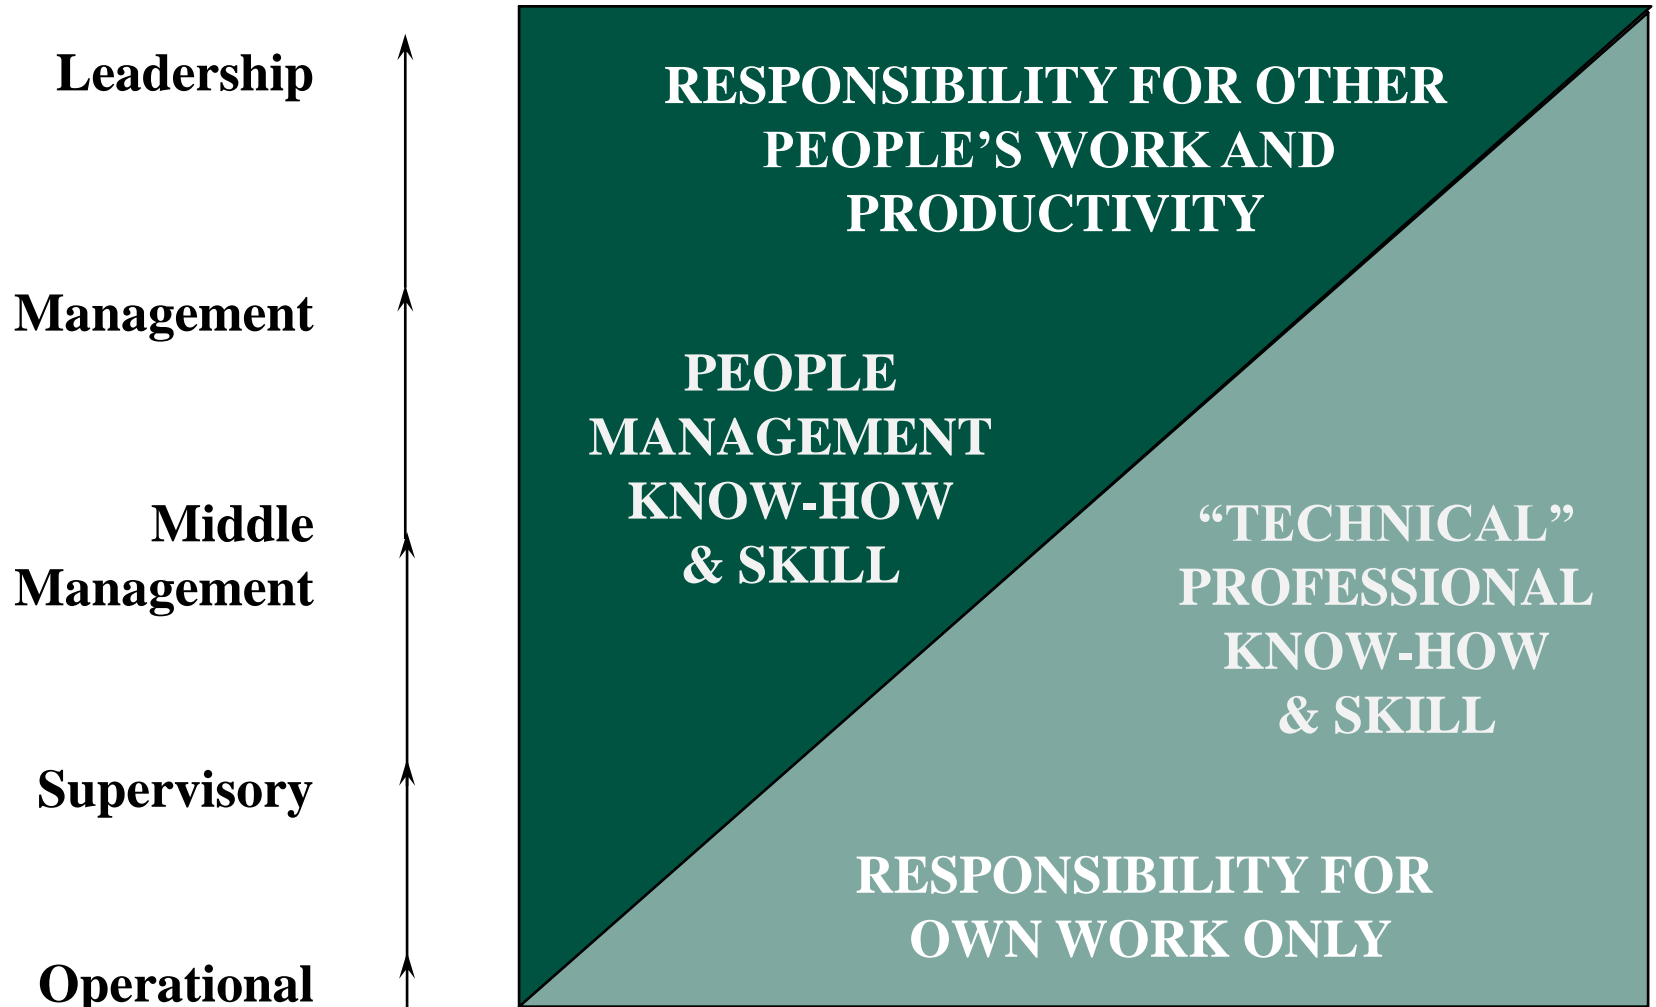 Leadership
Management
Middle
Management
Supervisory
Operational
RESPONSIBILITY FOR OTHER
PEOPLE’S WORK AND
PRODUCTIVITY
PEOPLE
MANAGEMENT
KNOW-HOW
& SKILL
“TECHNICAL”
PROFESSIONAL
KNOW-HOW
& SKILL
RESPONSIBILITY FOR
OWN WORK ONLY